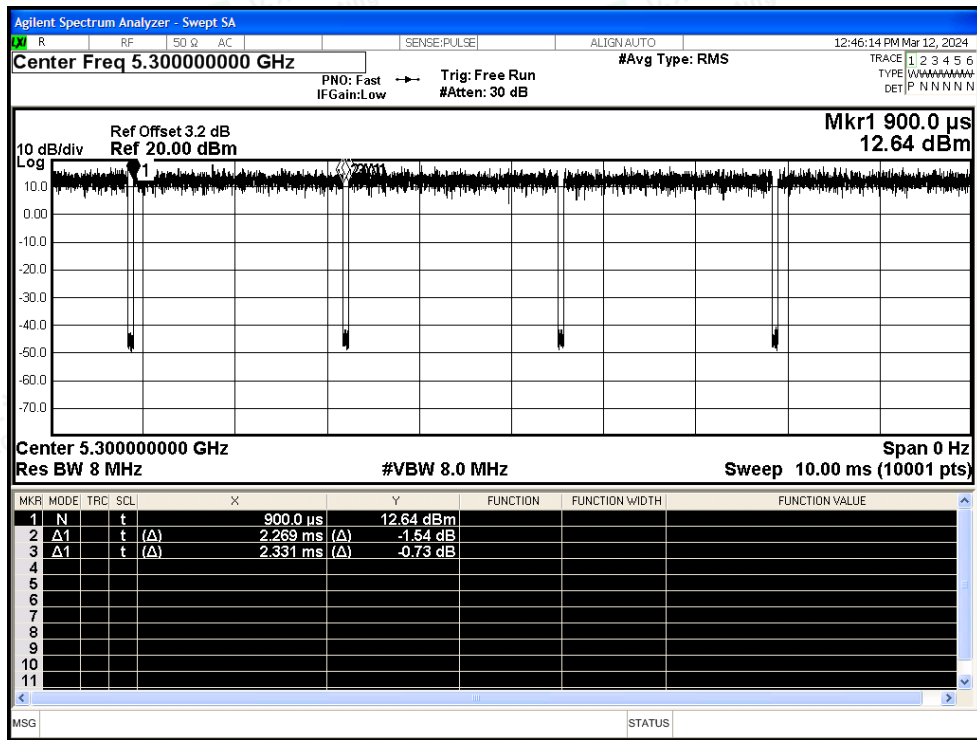 Agilent Spectrum Analyzer - Swept SA
LXI R RF 50 Ω AC SENSE:PULSE ALIGN AUTO 12:46:14 PM Mar 12, 2024
Center Freq 5.300000000 GHz #Avg Type: RMS TRACE 1 2 3 4 5 6
PNO: Fast Trig: Free Run TYPE W
IFGain:Low #Atten: 30 dB DET P N N N N N
Mkr1 900.0 µs
Ref Offset 3.2 dB
10 dB/div Ref 20.00 dBm 12.64 dBm
Log
1
10.0
0.00
-10.0
-20.0
-30.0
-40.0
-50.0
-60.0
-70.0
Center 5.300000000 GHz Span 0 Hz
Res BW 8 MHz #VBW 8.0 MHz Sweep 10.00 ms (10001 pts)
MKR MODE TRC SCL X Y FUNCTION FUNCTION WIDTH FUNCTION VALUE
1 N t 900.0 µs 12.64 dBm
2 Δ1 t (Δ) 2.269 ms (Δ) -1.54 dB
3 Δ1 t (Δ) 2.331 ms (Δ) -0.73 dB
4
5
6
7
8
9
10
11
MSG STATUS